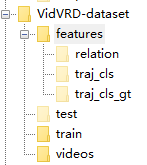 VidVRD-dataset
features
relation
traj_cls
traj_cls_gt
test
train
videos